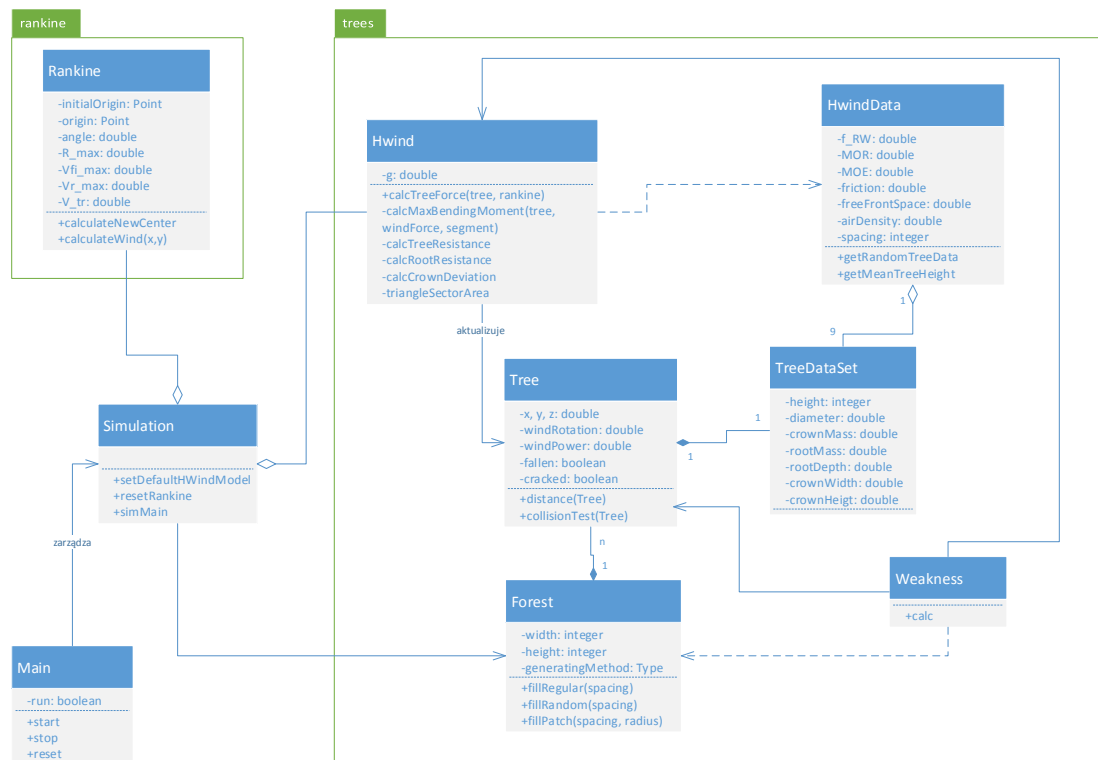 rankine
Rankine
-initialOrigin: Point
-origin: Point
-angle: double
-R_max: double
-Vfi_max: double
-Vr_max: double
-V_tr: double
+calculateNewCenter
+calculateWind(x,y)
trees
Hwind
-g: double
+calcTreeForce(tree, rankine)
-calcMaxBendingMoment(tree,
windForce, segment)
-calcTreeResistance
-calcRootResistance
-calcCrownDeviation
-triangleSectorArea
HwindData
-f_RW: double
-MOR: double
-MOE: double
-friction: double
-freeFrontSpace: double
-airDensity: double
-spacing: integer
+getRandomTreeData
+getMeanTreeHeight
1
9
aktualizuje
Tree
-x, y, z: double
-windRotation: double
-windPower: double
-fallen: boolean
-cracked: boolean
+distance(Tree)
+collisionTest(Tree)
1
1
TreeDataSet
-height: integer
-diameter: double
-crownMass: double
-rootMass: double
-rootDepth: double
-crownWidth: double
-crownHeigt: double
Simulation
+setDefaultHWindModel
+resetRankine
+simMain
zarządza
n
1
Weakness
+calc
Forest
-width: integer
-height: integer
-generatingMethod: Type
+fillRegular(spacing)
+fillRandom(spacing)
+fillPatch(spacing, radius)
Main
-run: boolean
+start
+stop
+reset